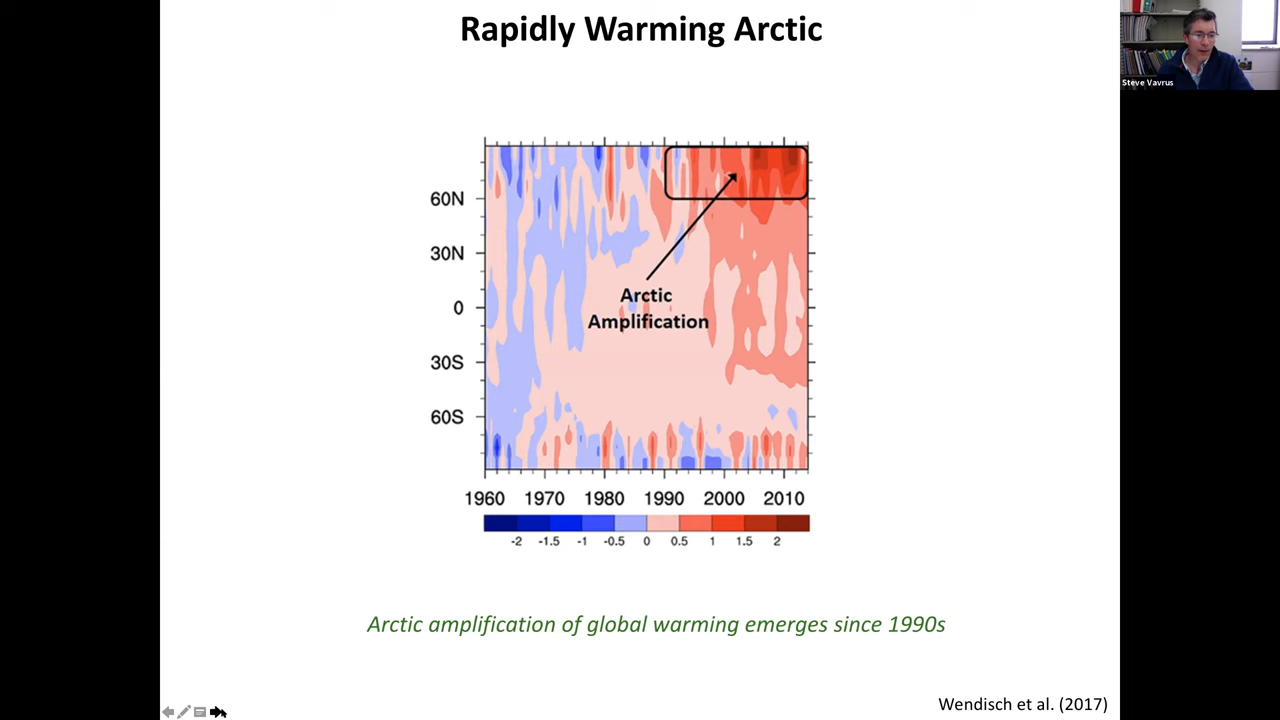 Rapidly Warming Arctic
Steve Vavrus
60N
30N
0
30S
60S
Arctic
Amplification
1960 1970 1980 1990 2000 2010
-2 -1.5 -1 -0.5 0 0.5 1 1.5 2
Arctic amplification of global warming emerges since 1990s
Wendisch et al. (2017)